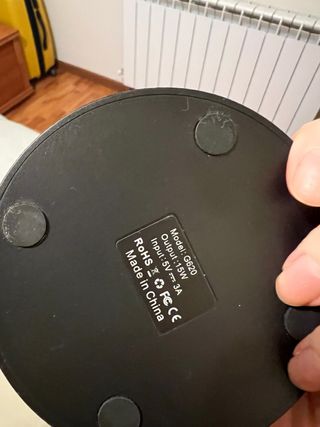 Model: G620
Output: 15W
Input: 5V⎓3A
RoHS FC CE
Made in China